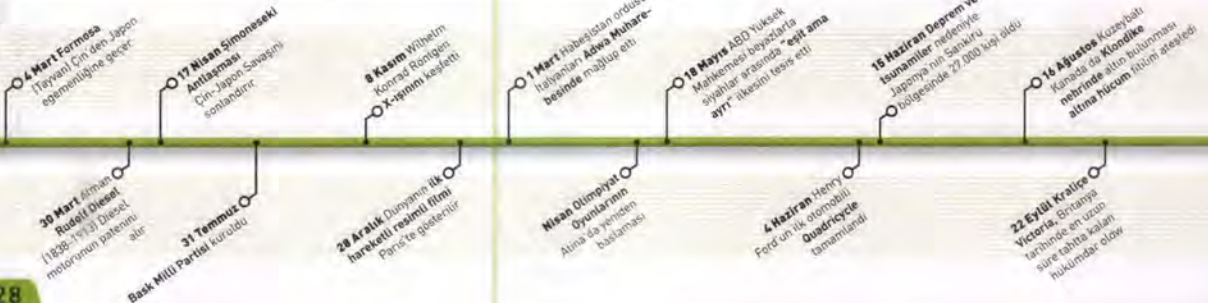 4 Mart Formosa
(Tayvan) Çin'den Japon
egemenliğine geçer
17 Nisan Şimoneseki
Antlaşması
Çin-Japon Savaşını
sonlandırır
8 Kasım Wilhelm
Konrad Rontgen
X-ışınını keşfetti
1 Mart Habeşistan ordusu
İtalyanları Adwa Muhare-
besinde mağlup etti
18 Mayıs ABD Yüksek
Mahkemesi beyazlarla
siyahlar arasında "eşit ama
ayrı" ilkesini tesis etti
15 Haziran Deprem ve
tsunamiler nedeniyle
Japonya'nın Sankiru
bölgesinde 27.000 kişi öldü
16 Ağustos Kuzeybatı
Kanada'da Klondike
nehrinde altın bulunması
altına hücum fitilini ateşledi
30 Mart Alman
Rudolf Diesel
Diesel
motorunun patenini
alır
31 Temmuz
Bask Milli Partisi kuruldu
28 Aralık Dünyanın ilk
hareketli resimli filmi
Paris'te gösterilir
Nisan Olimpiyat
Oyunlarının
Atina'da yeniden
başlaması
4 Haziran Henry
Ford'un ilk otomobili
Quadricycle
tamamlandı
22 Eylül Kraliçe
Victoria, Britanya
tarihinde en uzun
süre tahtta kalan
hükümdar oldu
28